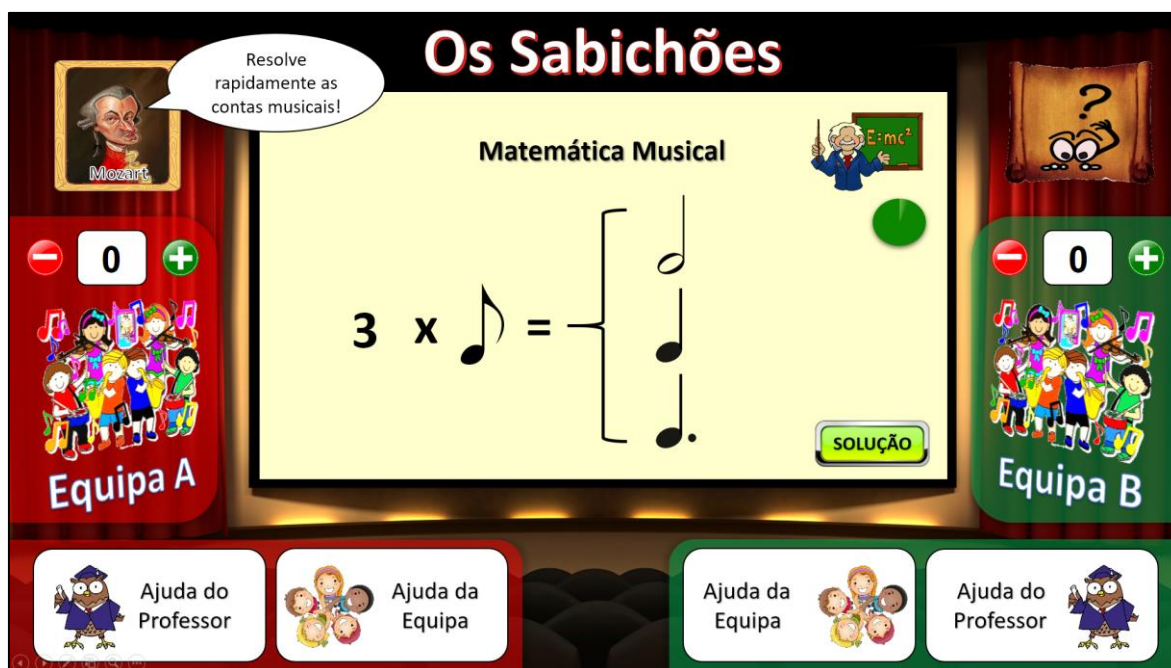 Os Sabichões
Resolve
rapidamente as
contas musicais!
Mozart
Matemática Musical
E=mc²
?
0
0
3 x =
SOLUÇÃO
Equipa A
Equipa B
Ajuda do
Professor
Ajuda da
Equipa
Ajuda da
Equipa
Ajuda do
Professor